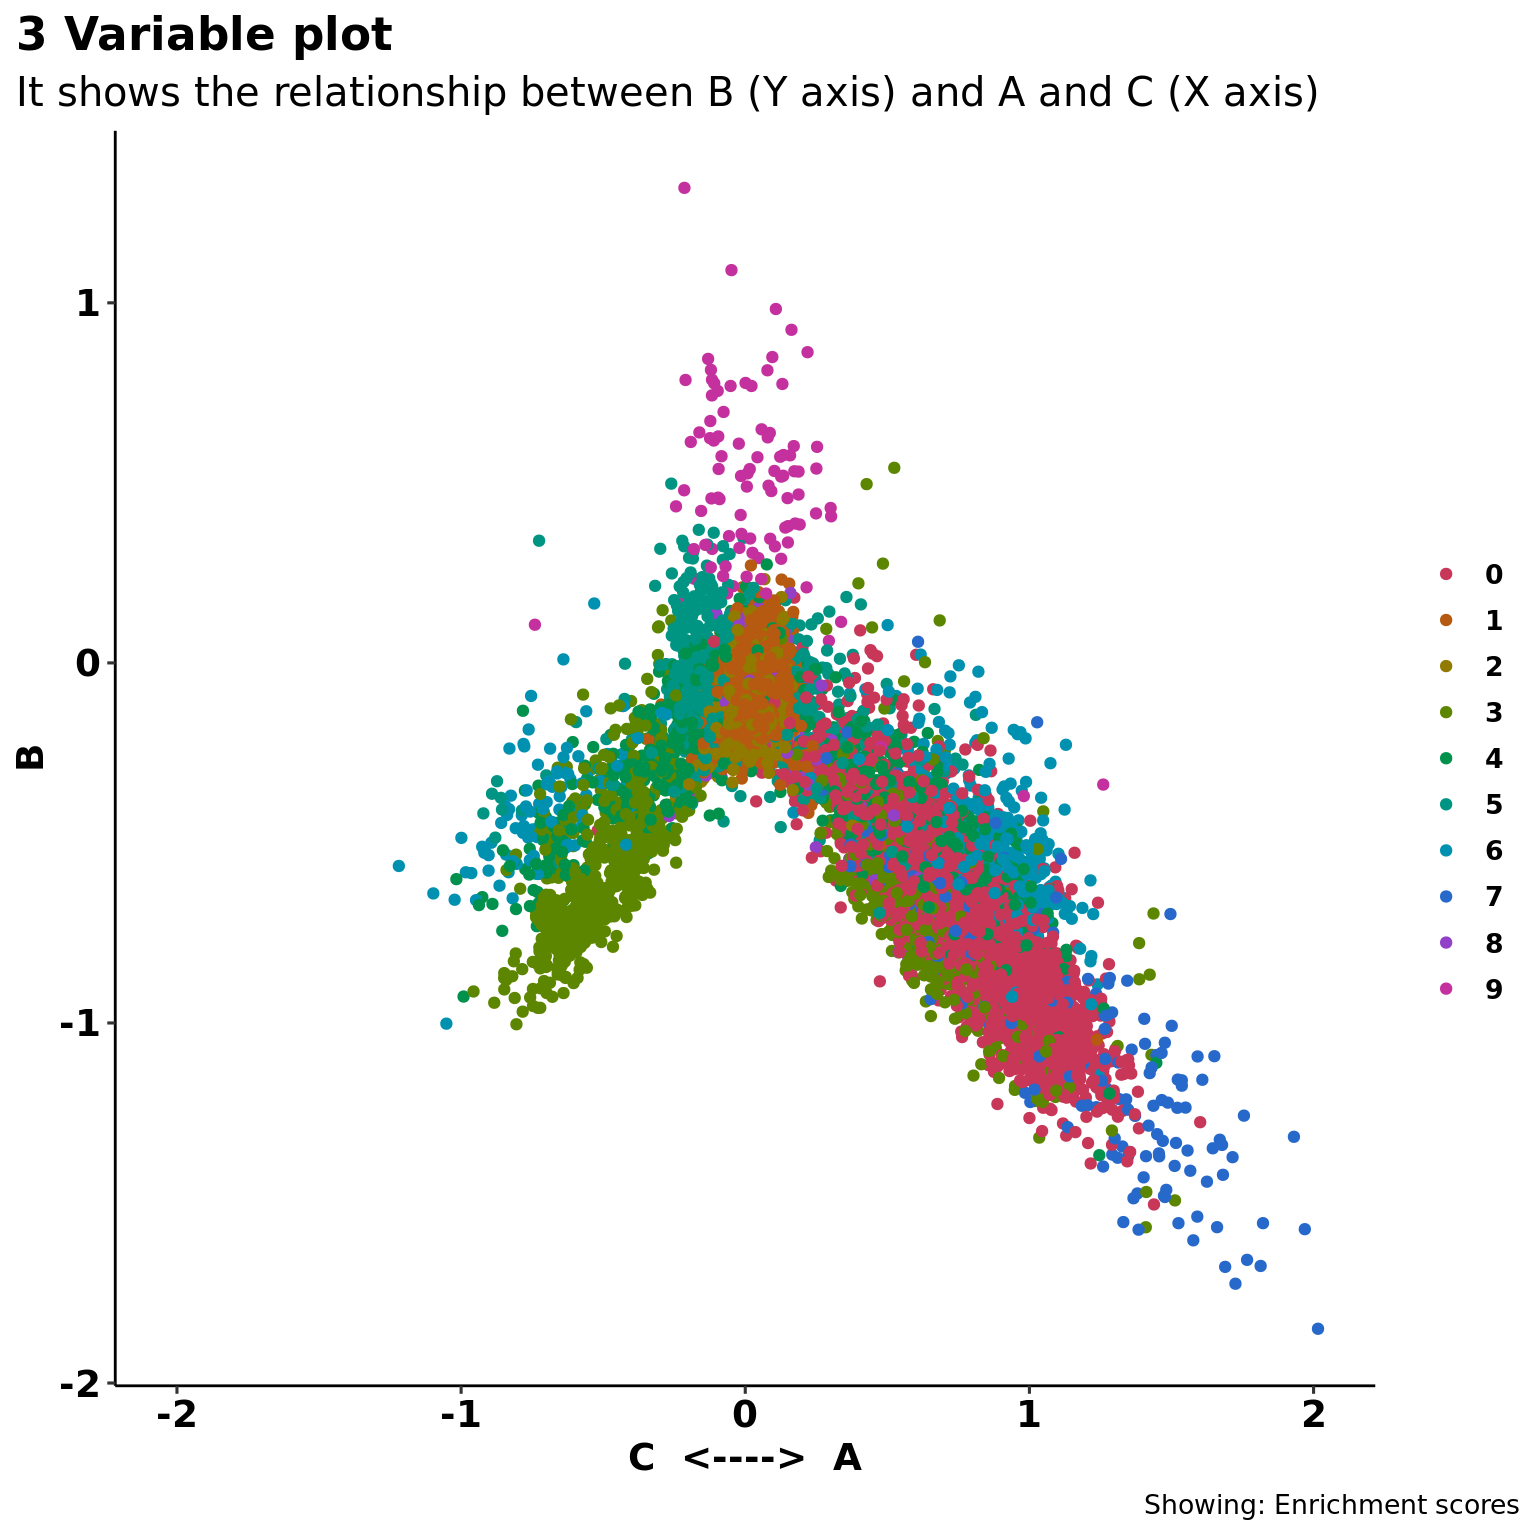 3 Variable plot
It shows the relationship between B (Y axis) and A and C (X axis)
B
1
0
-1
-2
-2 -1 0 1 2
C <----> A
0
1
2
3
4
5
6
7
8
9
Showing: Enrichment scores